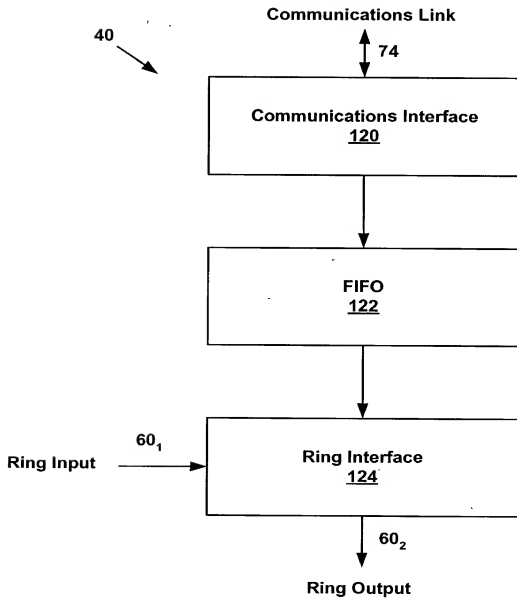 Communications Link
40
74
Communications Interface
120
FIFO
122
60₁
Ring Input
Ring Interface
124
60₂
Ring Output